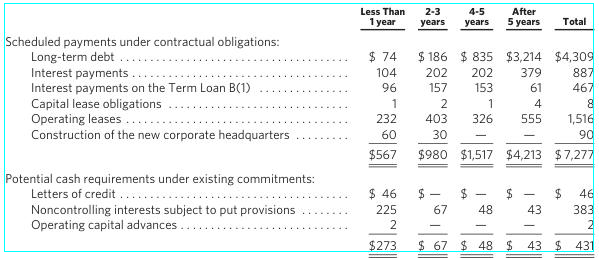 Less Than 2-3 4-5 After
1 year years years 5 years Total
Scheduled payments under contractual obligations:
Long-term debt . . . . . . . . . . . . . . . . . . . . . . . . . . . . . . . . . . . . . $ 74 $ 186 $ 835 $3,214 $4,309
Interest payments . . . . . . . . . . . . . . . . . . . . . . . . . . . . . . . . . . . 104 202 202 379 887
Interest payments on the Term Loan B(1) . . . . . . . . . . . . . . 96 157 153 61 467
Capital lease obligations . . . . . . . . . . . . . . . . . . . . . . . . . . . . . 1 2 1 4 8
Operating leases . . . . . . . . . . . . . . . . . . . . . . . . . . . . . . . . . . . . 232 403 326 555 1,516
Construction of the new corporate headquarters . . . . . . . . . 60 30 — — 90
$567 $980 $1,517 $4,213 $7,277
Potential cash requirements under existing commitments:
Letters of credit . . . . . . . . . . . . . . . . . . . . . . . . . . . . . . . . . . . . . $ 46 $ — $ — $ — $ 46
Noncontrolling interests subject to put provisions . . . . . . . . 225 67 48 43 383
Operating capital advances . . . . . . . . . . . . . . . . . . . . . . . . . . . 2 — — — 2
$273 $ 67 $ 48 $ 43 $ 431